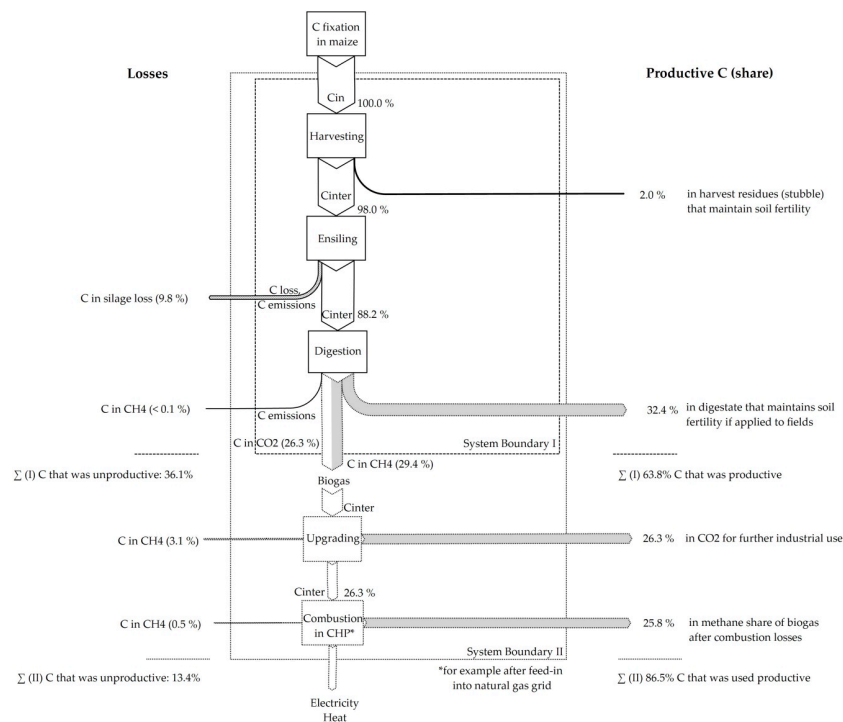 C fixation
in maize
Losses
Productive C (share)
Cin
100.0 %
Harvesting
Cinter
98.0 %
2.0 %
in harvest residues (stubble)
that maintain soil fertility
Ensiling
C in silage loss (9.8 %)
C loss,
C emissions
Cinter
88.2 %
Digestion
C in CH4 (< 0.1 %)
C emissions
32.4 %
in digestate that maintains soil
fertility if applied to fields
C in CO2 (26.3 %)
System Boundary I
C in CH4 (29.4 %)
∑ (I) C that was unproductive: 36.1%
∑ (I) 63.8% C that was productive
Biogas
Cinter
C in CH4 (3.1 %)
Upgrading
26.3 %
in CO2 for further industrial use
Cinter
26.3 %
C in CH4 (0.5 %)
Combustion
in CHP*
25.8 %
in methane share of biogas
after combustion losses
System Boundary II
∑ (II) C that was unproductive: 13.4%
*for example after feed-in
into natural gas grid
∑ (II) 86.5% C that was used productive
Electricity
Heat